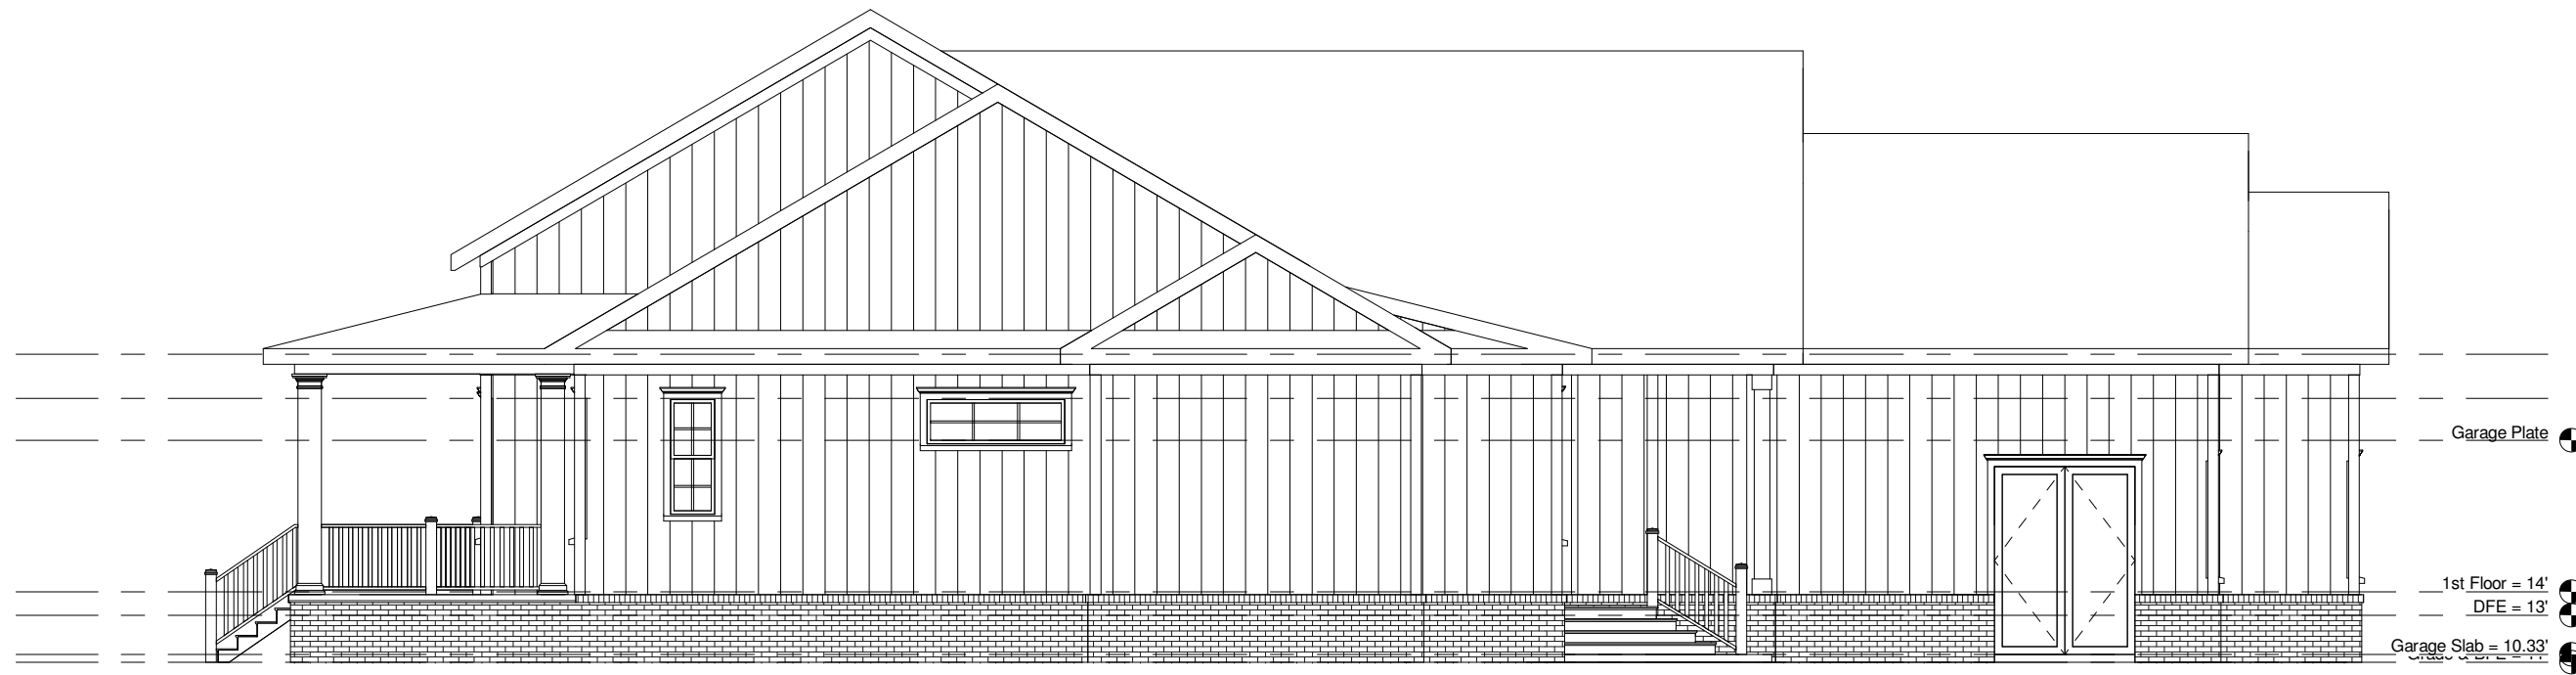 Garage Plate
1st Floor = 14'
DFE = 13'
Garage Slab = 10.33'